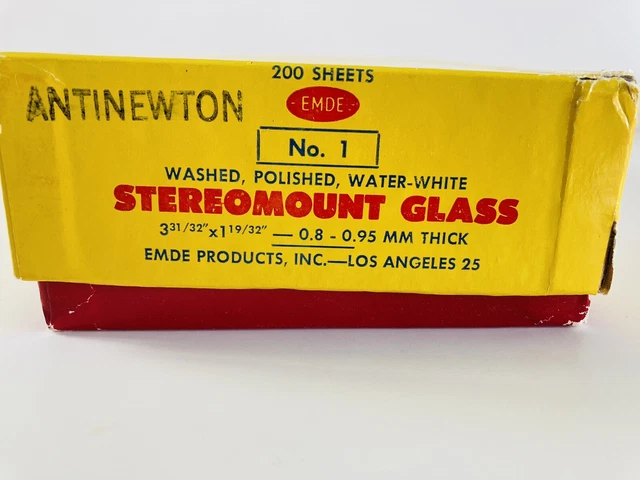 200 SHEETS
ANTINEWTON
EMDE
No. 1
WASHED, POLISHED, WATER-WHITE
STEREOMOUNT GLASS
3 31/32" x 1 19/32" — 0.8 - 0.95 MM THICK
EMDE PRODUCTS, INC.—LOS ANGELES 25